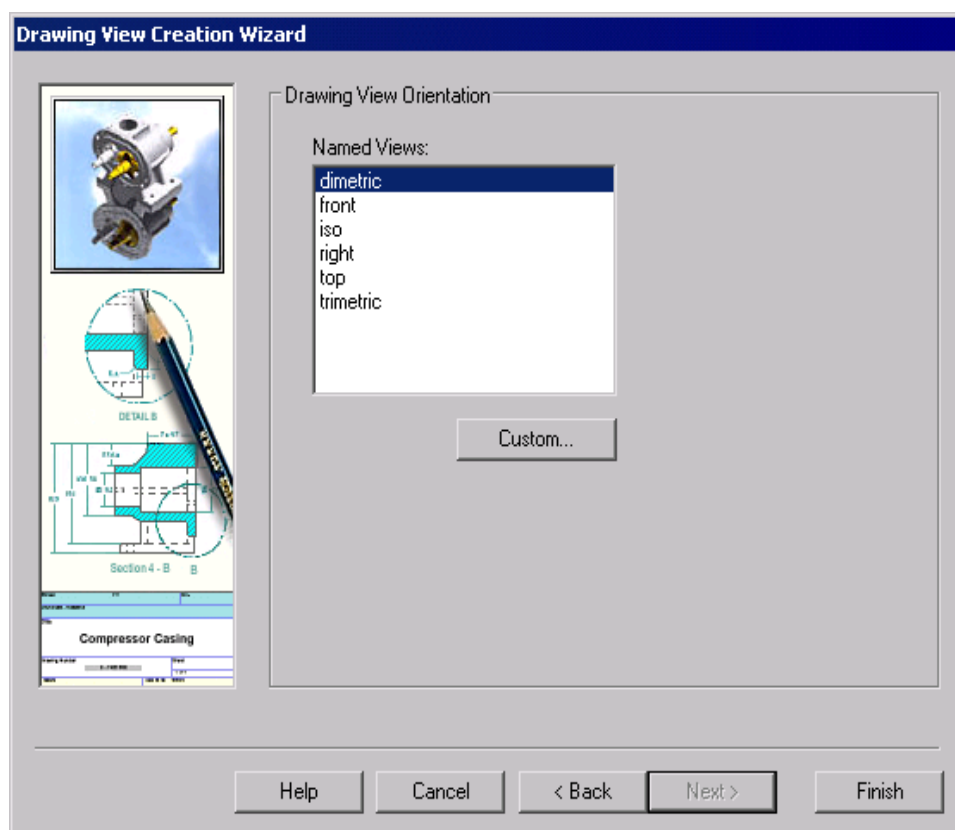 Drawing View Creation Wizard
Drawing View Orientation
Named Views:
dimetric
front
iso
right
top
trimetric
Custom...
DETAIL B
Section 4 - B B
Compressor Casing
Help Cancel < Back Next > Finish